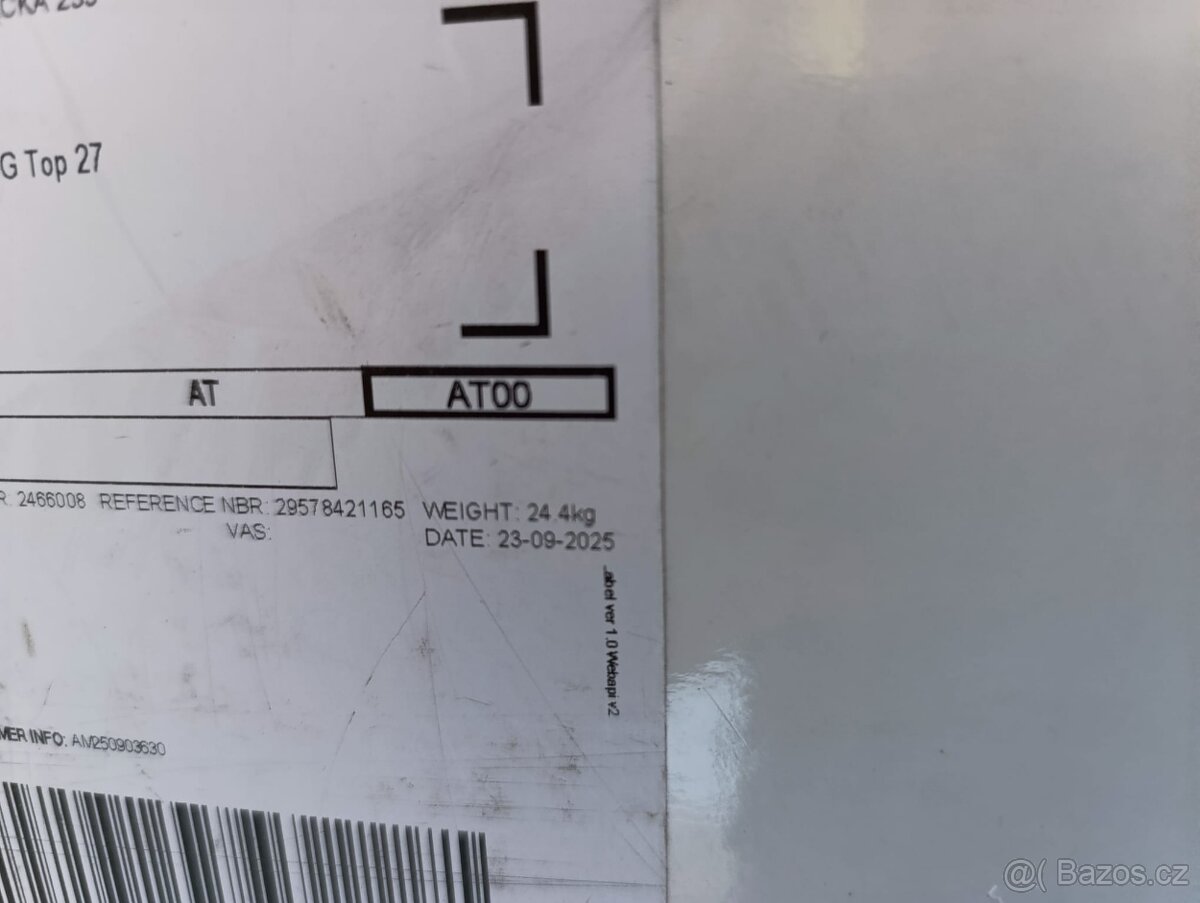 G Top 27
AT AT00
R: 2466008 REFERENCE NBR: 29578421165 WEIGHT: 24.4kg
VAS: DATE: 23-09-2025
abel ver 1.0 Webapi v2
MER INFO: AM250903630
@( Bazos.cz